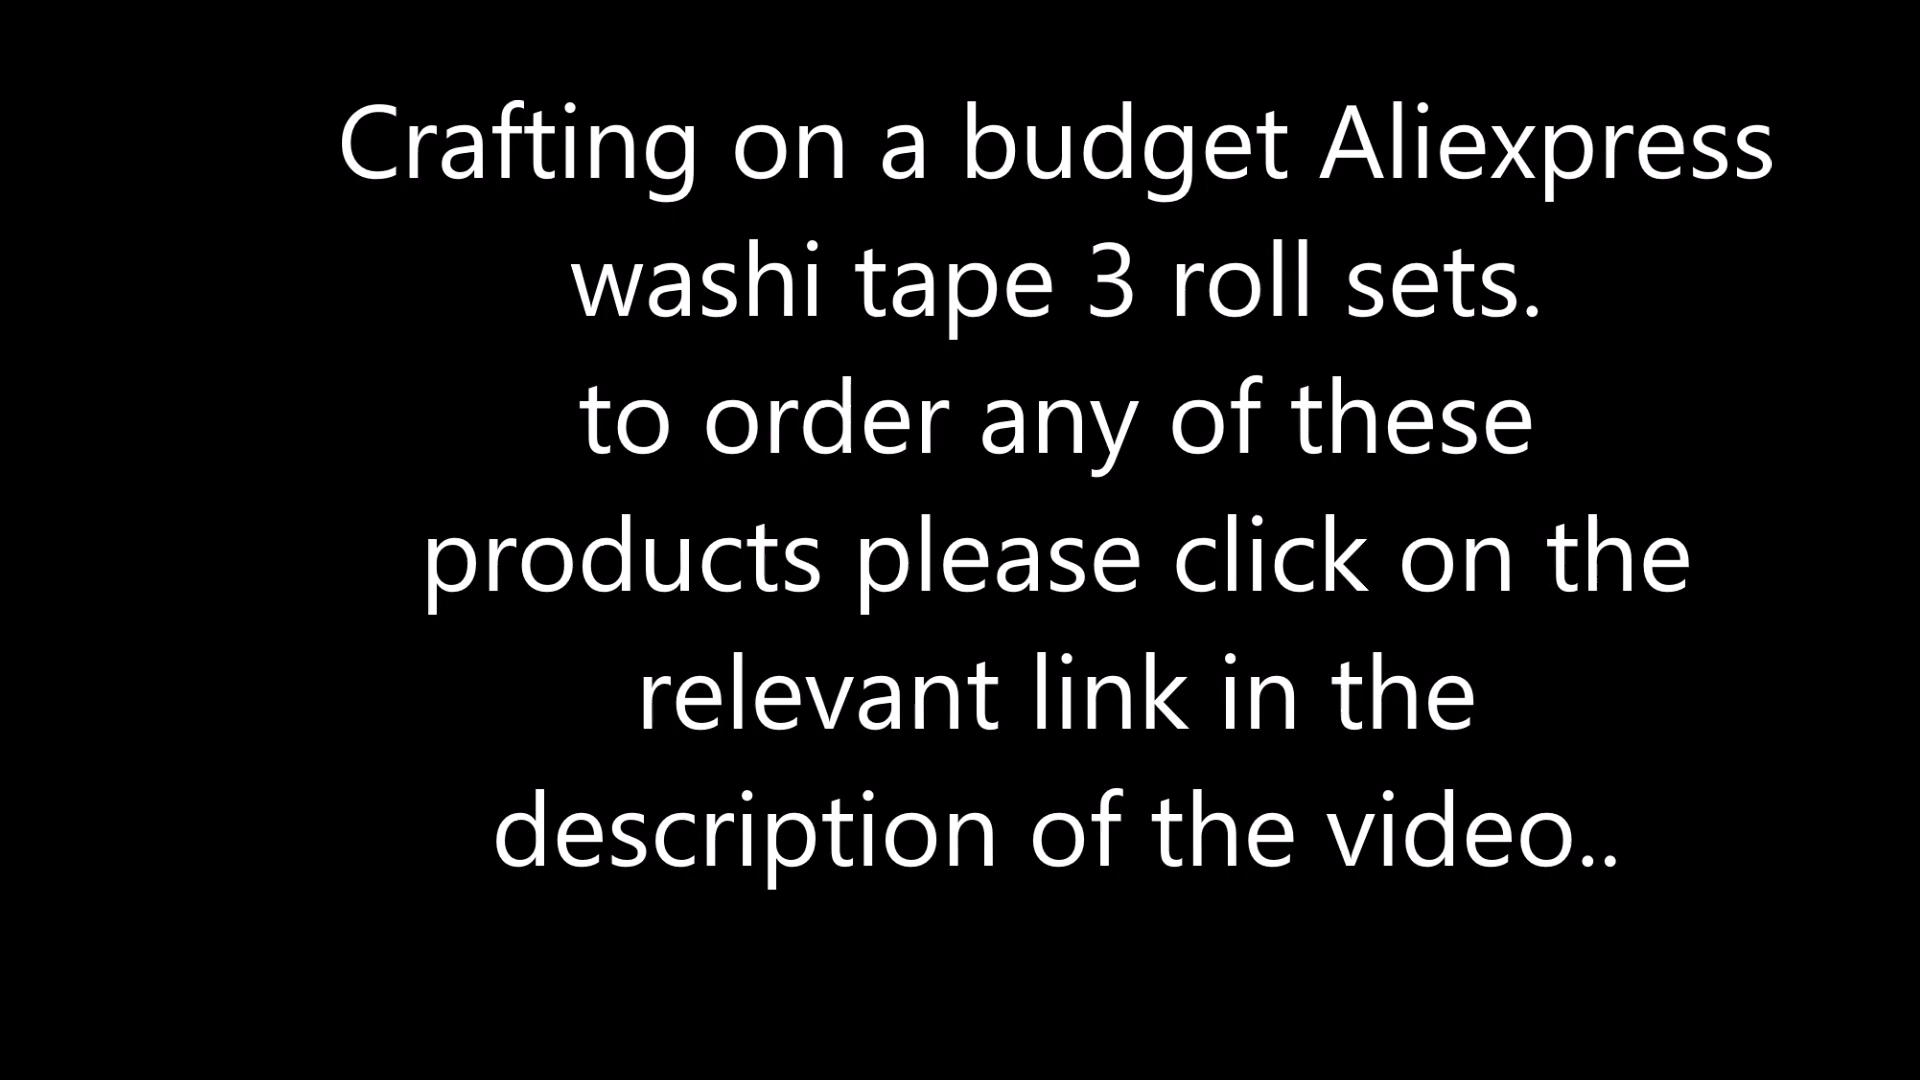 Crafting on a budget Aliexpress
washi tape 3 roll sets.
to order any of these
products please click on the
relevant link in the
description of the video..